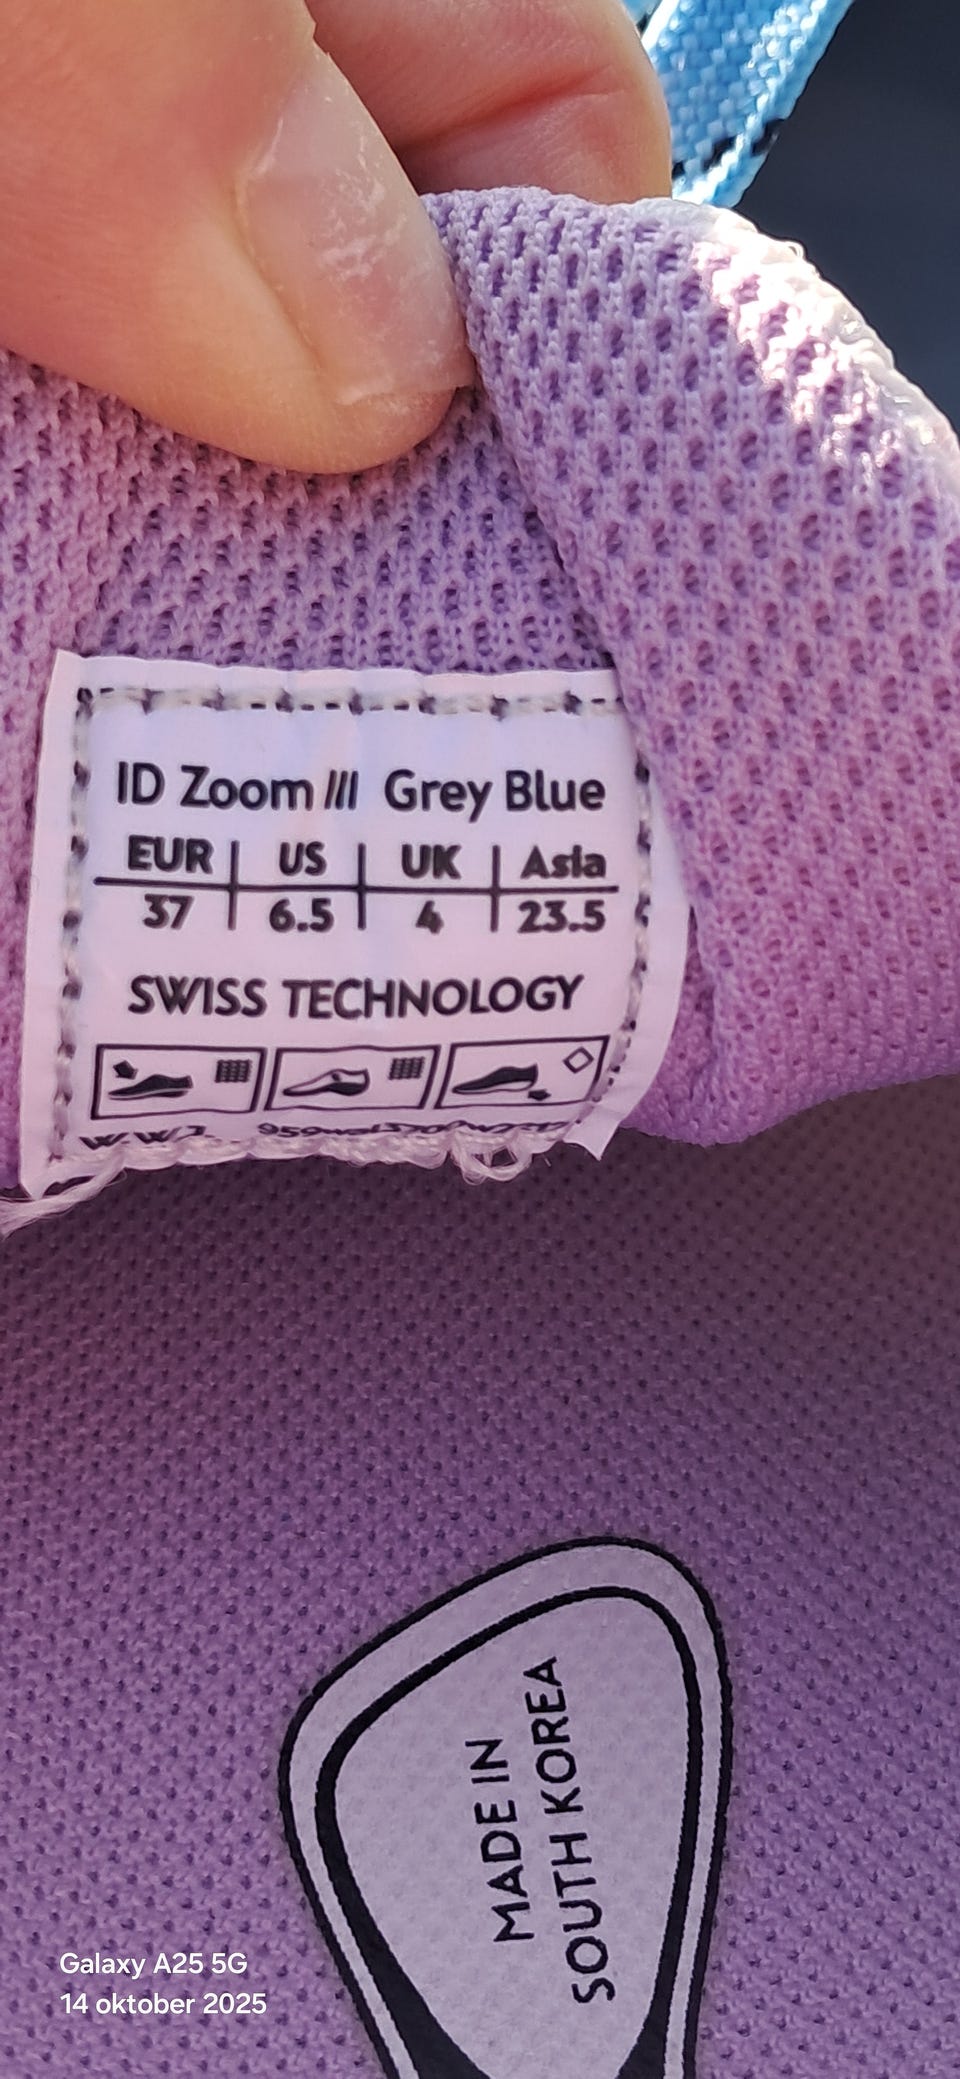 ID Zoom /// Grey Blue
EUR | US | UK | Asia
37 | 6.5 | 4 | 23.5
SWISS TECHNOLOGY
MADE IN
SOUTH KOREA
Galaxy A25 5G
14 oktober 2025